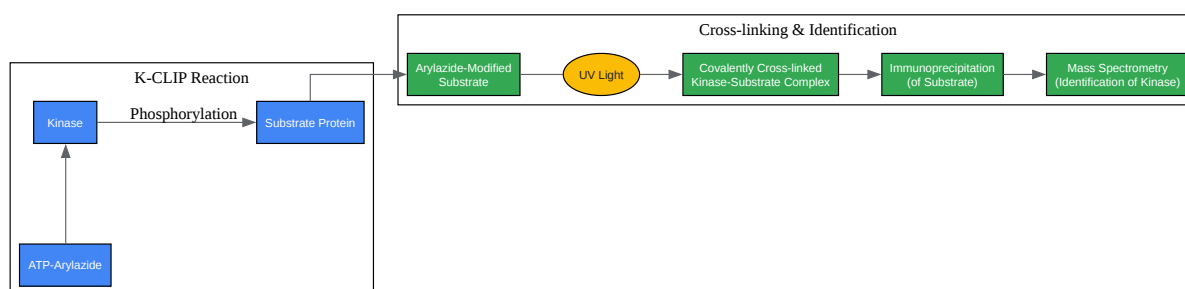 Cross-linking & Identification
Arylazide-Modified
Substrate
UV Light
Covalently Cross-linked
Kinase-Substrate Complex
Immunoprecipitation
(of Substrate)
Mass Spectrometry
(Identification of Kinase)
K-CLIP Reaction
Kinase
Phosphorylation
Substrate Protein
ATP-Arylazide